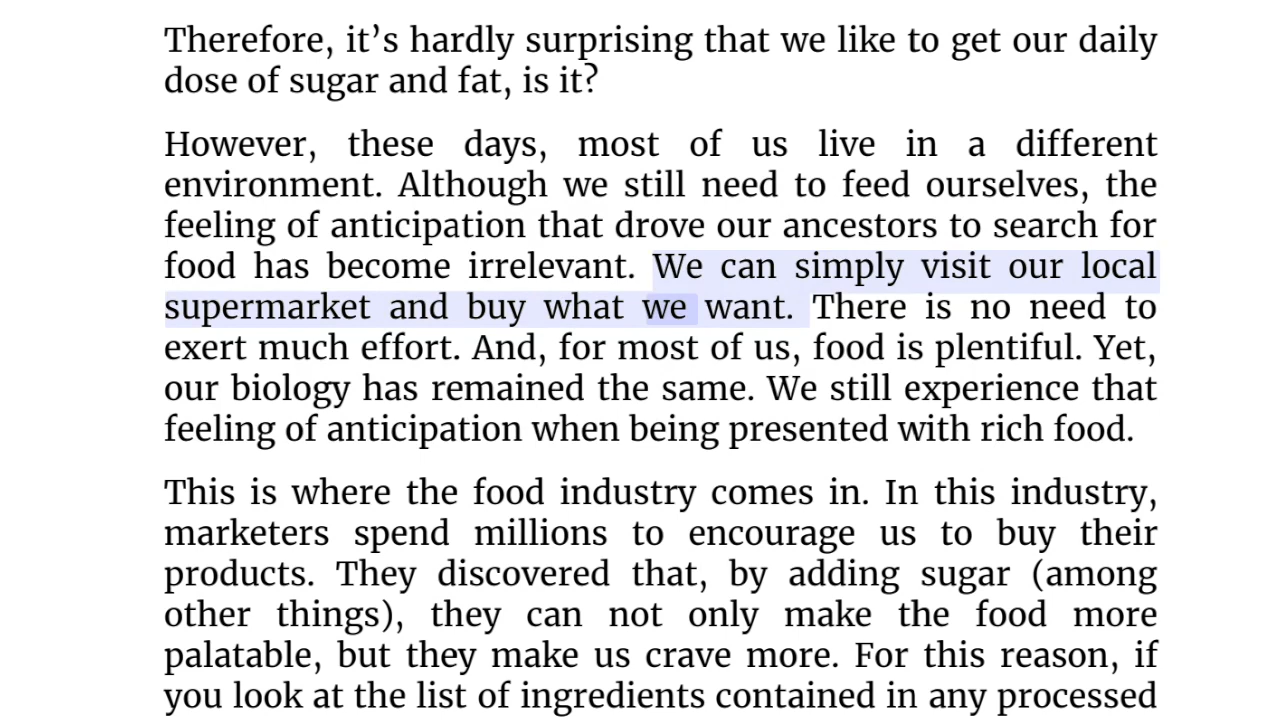 Therefore, it’s hardly surprising that we like to get our daily
dose of sugar and fat, is it?
However, these days, most of us live in a different
environment. Although we still need to feed ourselves, the
feeling of anticipation that drove our ancestors to search for
food has become irrelevant. We can simply visit our local
supermarket and buy what we want. There is no need to
exert much effort. And, for most of us, food is plentiful. Yet,
our biology has remained the same. We still experience that
feeling of anticipation when being presented with rich food.
This is where the food industry comes in. In this industry,
marketers spend millions to encourage us to buy their
products. They discovered that, by adding sugar (among
other things), they can not only make the food more
palatable, but they make us crave more. For this reason, if
you look at the list of ingredients contained in any processed